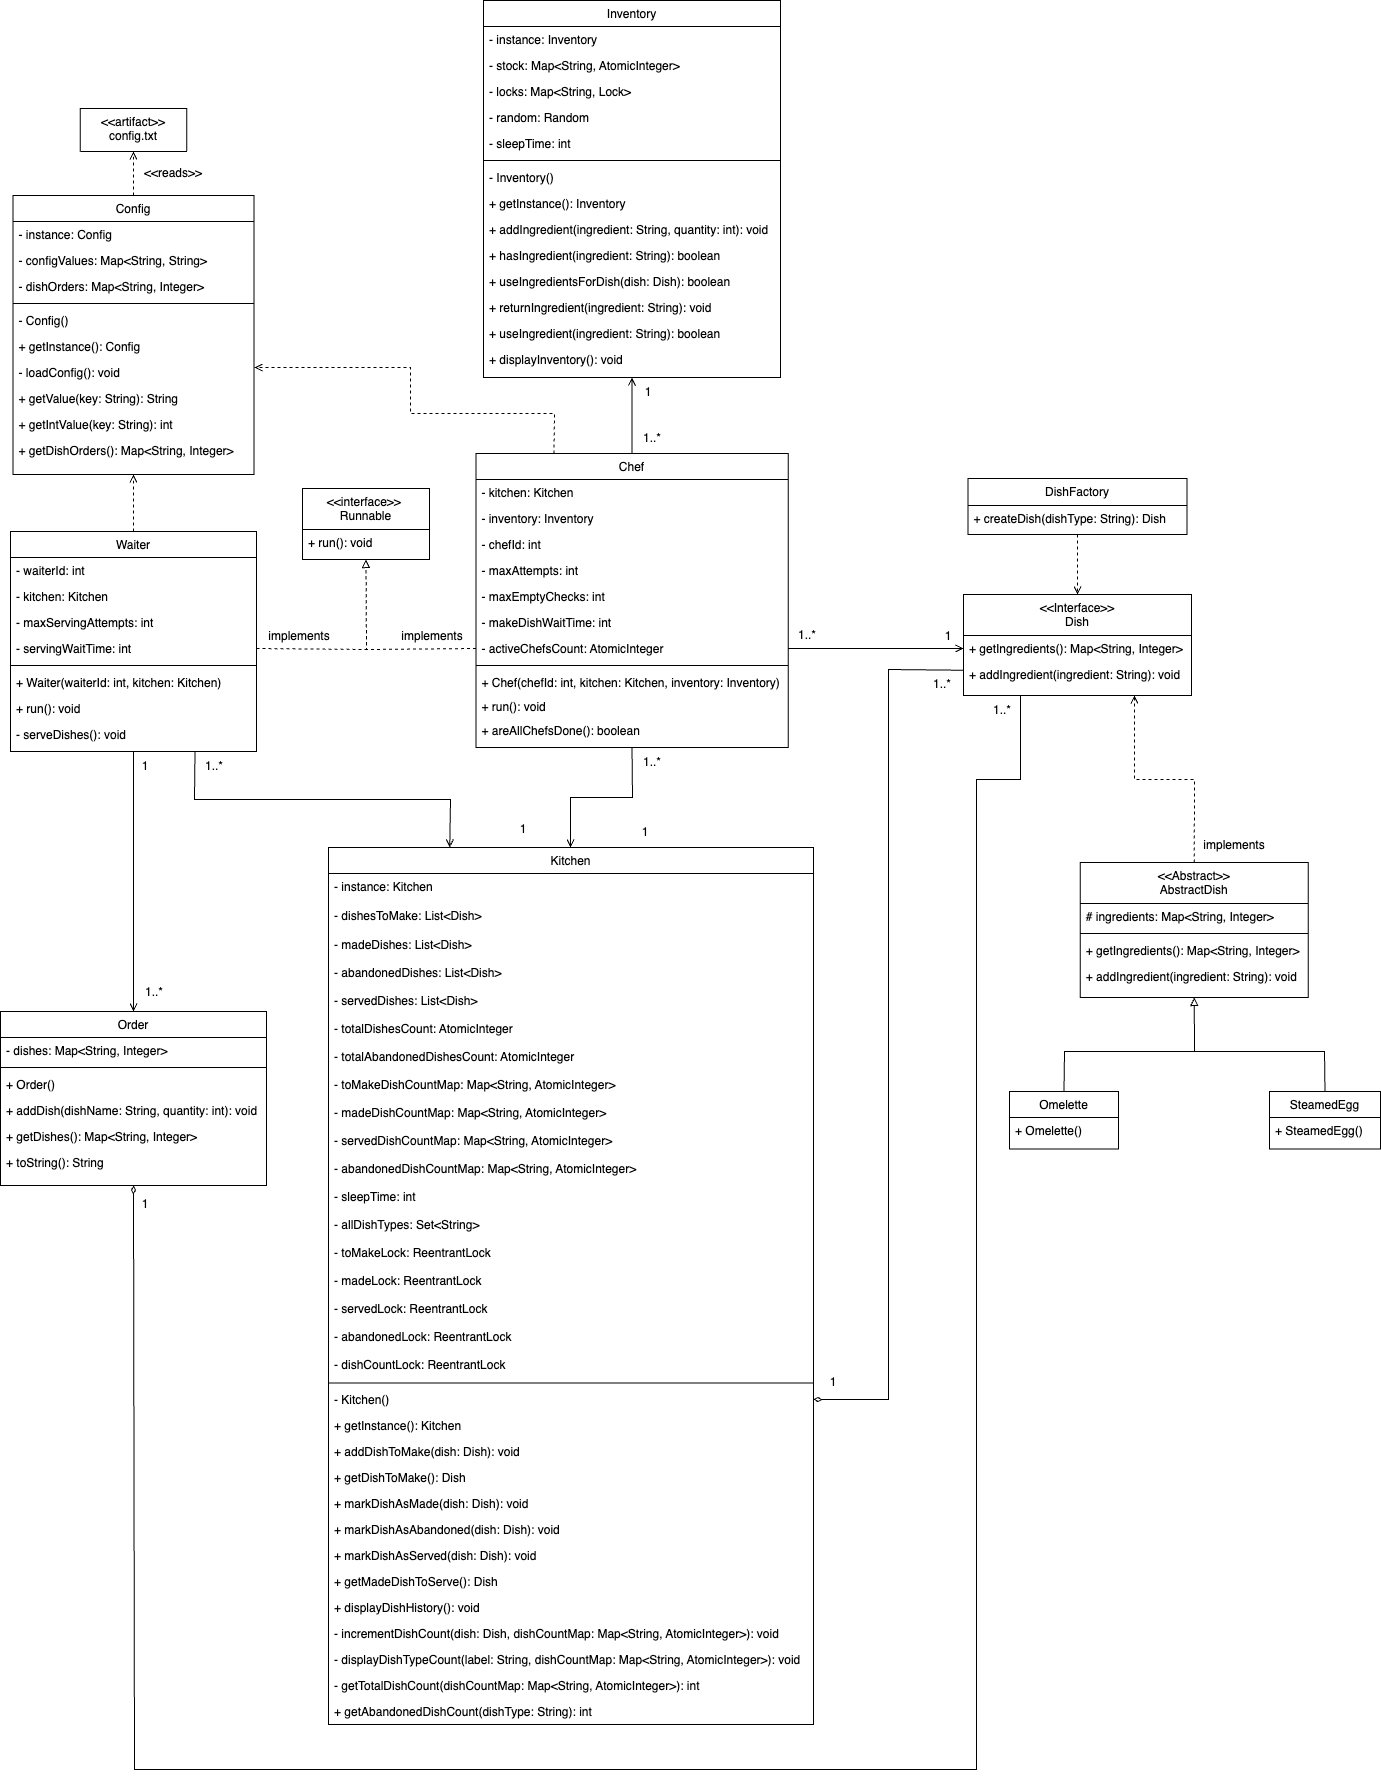 Inventory
- instance: Inventory
- stock: Map<String, AtomicInteger>
- locks: Map<String, Lock>
- random: Random
- sleepTime: int
- Inventory()
+ getInstance(): Inventory
+ addIngredient(ingredient: String, quantity: int): void
+ hasIngredient(ingredient: String): boolean
+ useIngredientsForDish(dish: Dish): boolean
+ returnIngredient(ingredient: String): void
+ useIngredient(ingredient: String): boolean
+ displayInventory(): void
1
1..*
<<artifact>>
config.txt
<<reads>>
Config
- instance: Config
- configValues: Map<String, String>
- dishOrders: Map<String, Integer>
- Config()
+ getInstance(): Config
- loadConfig(): void
+ getValue(key: String): String
+ getIntValue(key: String): int
+ getDishOrders(): Map<String, Integer>
<<interface>>
Runnable
+ run(): void
implements
implements
Waiter
- waiterId: int
- kitchen: Kitchen
- maxServingAttempts: int
- servingWaitTime: int
+ Waiter(waiterId: int, kitchen: Kitchen)
+ run(): void
- serveDishes(): void
1
1..*
Chef
- kitchen: Kitchen
- inventory: Inventory
- chefId: int
- maxAttempts: int
- maxEmptyChecks: int
- makeDishWaitTime: int
- activeChefsCount: AtomicInteger
+ Chef(chefId: int, kitchen: Kitchen, inventory: Inventory)
+ run(): void
+ areAllChefsDone(): boolean
1..*
1..*
1
DishFactory
+ createDish(dishType: String): Dish
<<Interface>>
Dish
+ getIngredients(): Map<String, Integer>
+ addIngredient(ingredient: String): void
1..*
1..*
implements
<<Abstract>>
AbstractDish
# ingredients: Map<String, Integer>
+ getIngredients(): Map<String, Integer>
+ addIngredient(ingredient: String): void
Omelette
+ Omelette()
SteamedEgg
+ SteamedEgg()
1..*
Order
- dishes: Map<String, Integer>
+ Order()
+ addDish(dishName: String, quantity: int): void
+ getDishes(): Map<String, Integer>
+ toString(): String
1
1
1
Kitchen
- instance: Kitchen
- dishesToMake: List<Dish>
- madeDishes: List<Dish>
- abandonedDishes: List<Dish>
- servedDishes: List<Dish>
- totalDishesCount: AtomicInteger
- totalAbandonedDishesCount: AtomicInteger
- toMakeDishCountMap: Map<String, AtomicInteger>
- madeDishCountMap: Map<String, AtomicInteger>
- servedDishCountMap: Map<String, AtomicInteger>
- abandonedDishCountMap: Map<String, AtomicInteger>
- sleepTime: int
- allDishTypes: Set<String>
- toMakeLock: ReentrantLock
- madeLock: ReentrantLock
- servedLock: ReentrantLock
- abandonedLock: ReentrantLock
- dishCountLock: ReentrantLock
1
- Kitchen()
+ getInstance(): Kitchen
+ addDishToMake(dish: Dish): void
+ getDishToMake(): Dish
+ markDishAsMade(dish: Dish): void
+ markDishAsAbandoned(dish: Dish): void
+ markDishAsServed(dish: Dish): void
+ getMadeDishToServe(): Dish
+ displayDishHistory(): void
- incrementDishCount(dish: Dish, dishCountMap: Map<String, AtomicInteger>): void
- displayDishTypeCount(label: String, dishCountMap: Map<String, AtomicInteger>): void
- getTotalDishCount(dishCountMap: Map<String, AtomicInteger>): int
+ getAbandonedDishCount(dishType: String): int